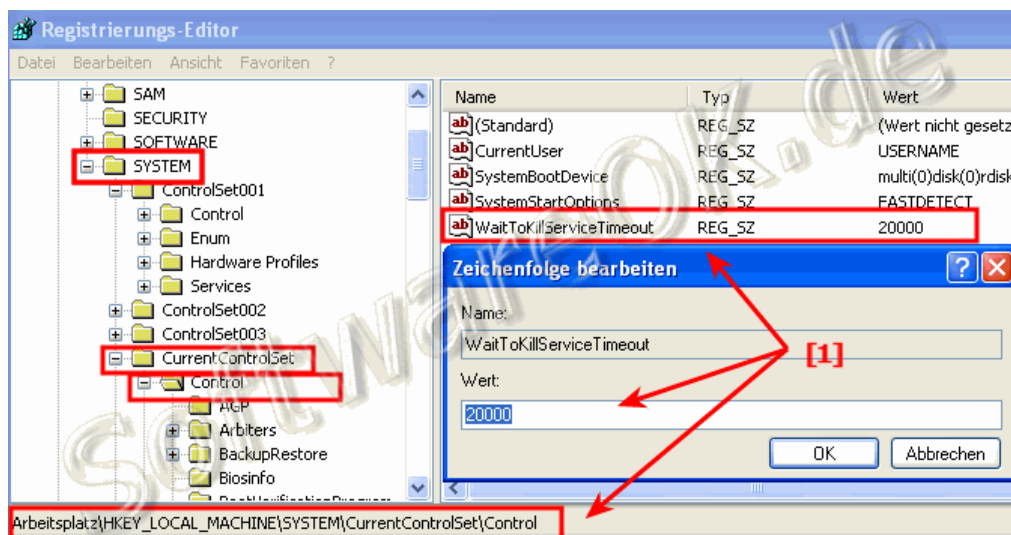 Registrierungs-Editor
Datei Bearbeiten Ansicht Favoriten ?
SAM
SECURITY
SOFTWARE
SYSTEM
ControlSet001
Control
Enum
Hardware Profiles
Services
ControlSet002
ControlSet003
CurrentControlSet
Control
AGP
Arbiters
BackupRestore
Biosinfo
BootVerificationProgram
Name Typ Wert
(Standard) REG_SZ (Wert nicht gesetz
CurrentUser REG_SZ USERNAME
SystemBootDevice REG_SZ multi(0)disk(0)rdisk
SystemStartOptions REG_SZ FASTDETECT
WaitToKillServiceTimeout REG_SZ 20000
Zeichenfolge bearbeiten
Name:
WaitToKillServiceTimeout
[1]
Wert:
20000
OK Abbrechen
Arbeitsplatz\HKEY_LOCAL_MACHINE\SYSTEM\CurrentControlSet\Control
SoftwareOK.de